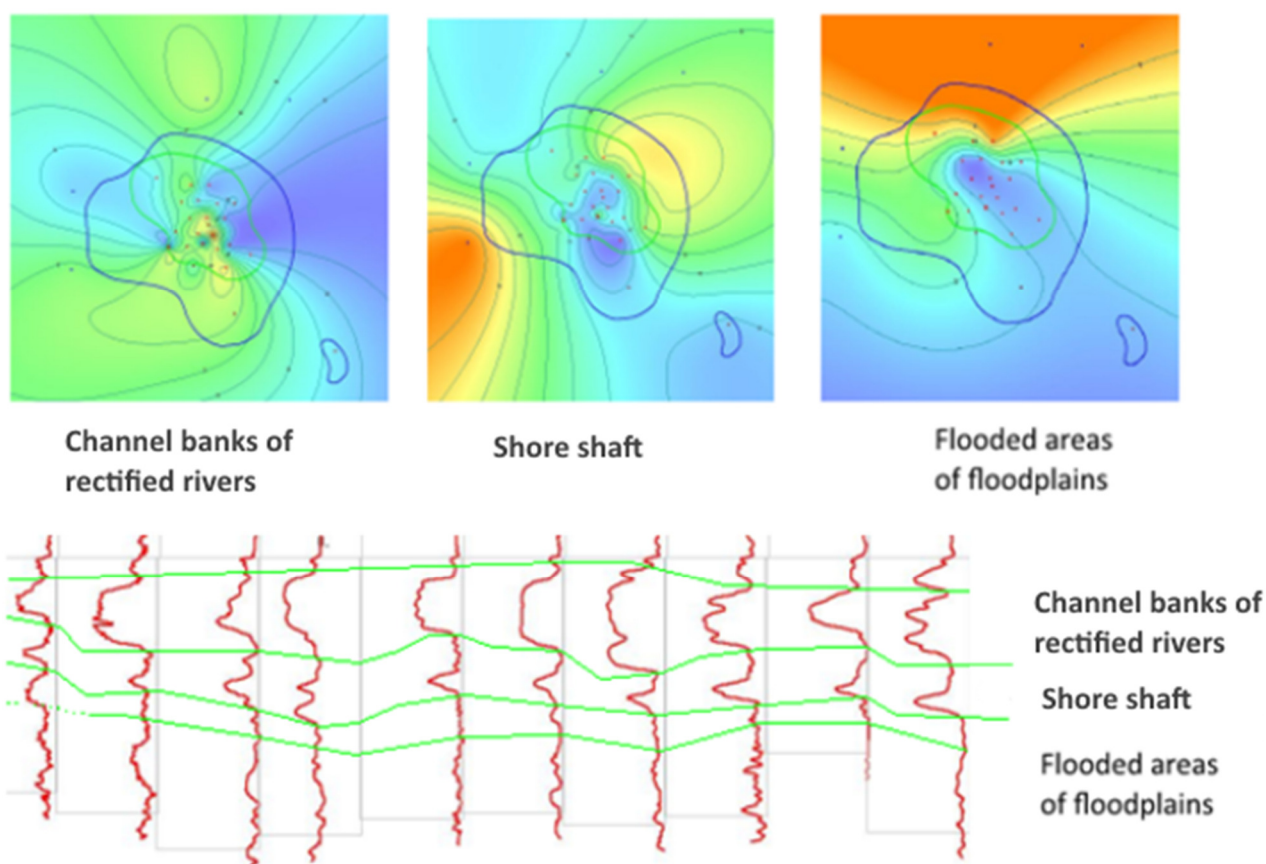 Channel banks of
rectified rivers
Shore shaft
Flooded areas
of floodplains
Channel banks of
rectified rivers
Shore shaft
Flooded areas
of floodplains